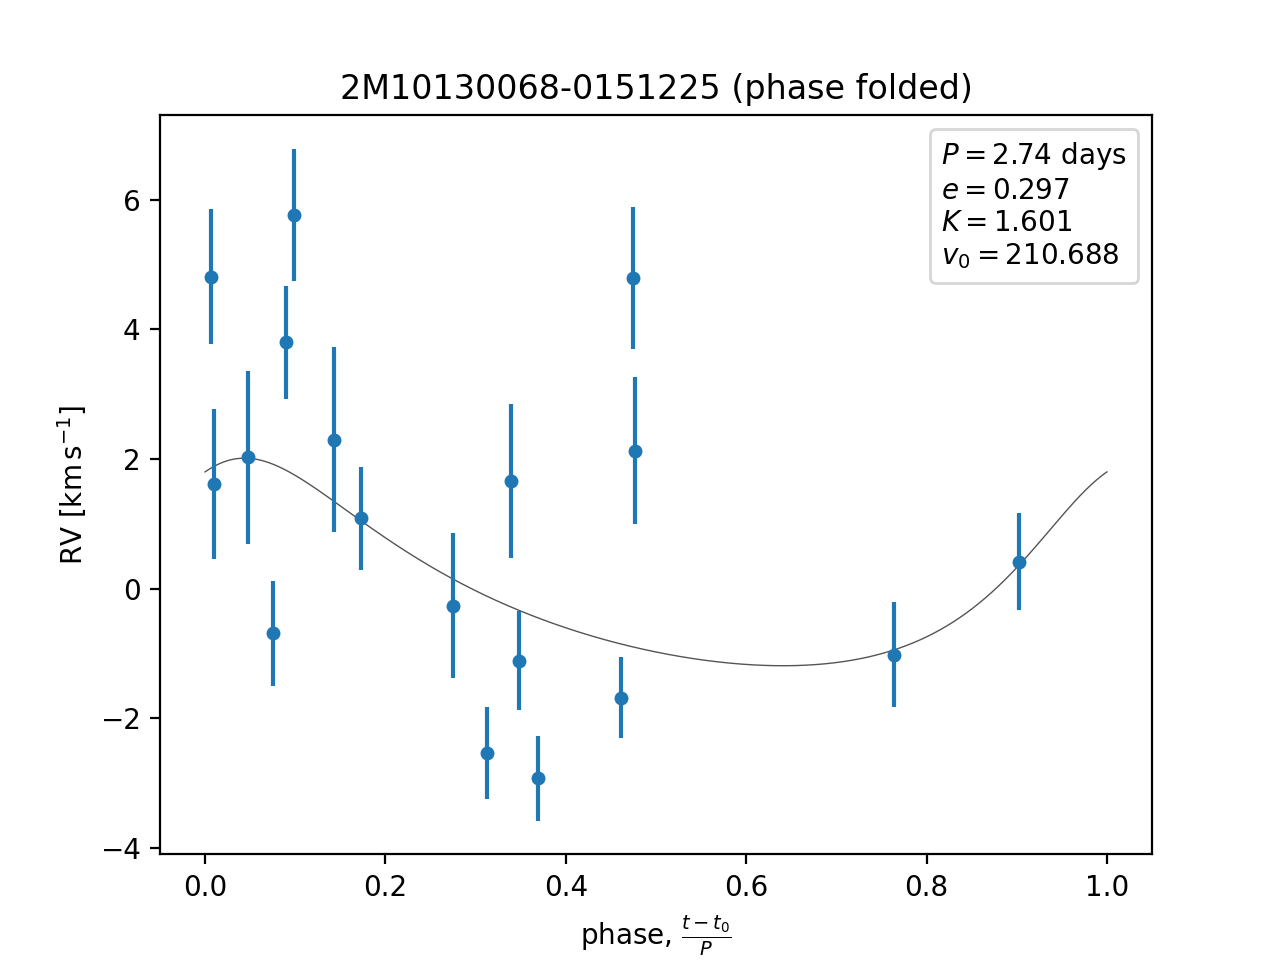 2M10130068-0151225 (phase folded)
P = 2.74 days
e = 0.297
K = 1.601
v₀ = 210.688
RV [km s⁻¹]
6
4
2
0
−2
−4
0.0 0.2 0.4 0.6 0.8 1.0
phase, (t − t₀)/P